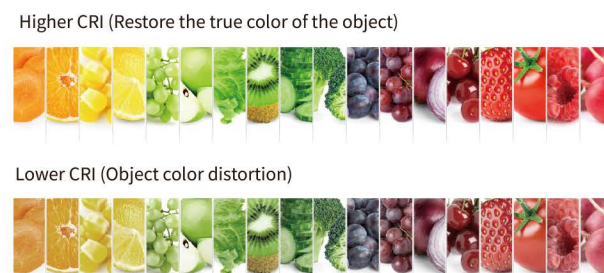 Higher CRI (Restore the true color of the object)
Lower CRI (Object color distortion)